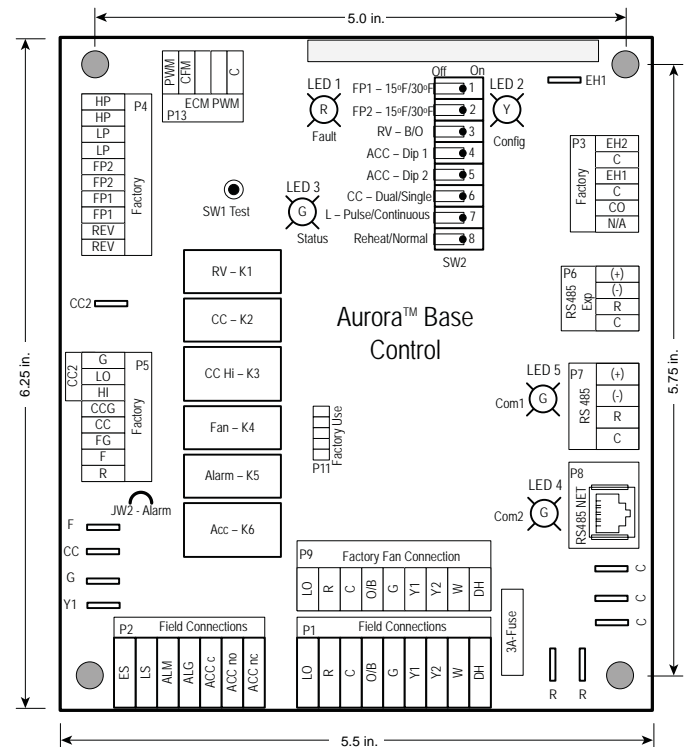 5.0 in.
PWM
CFM
C
ECM PWM
P13
LED 1
R
Fault
Off
On
FP1 – 15ºF/30ºF
1
FP2 – 15ºF/30ºF
2
RV – B/O
3
ACC – Dip 1
4
ACC – Dip 2
5
CC – Dual/Single
6
L – Pulse/Continuous
7
Reheat/Normal
8
SW2
LED 2
Y
Config
EH1
P4
HP
HP
LP
LP
FP2
FP2
FP1
FP1
REV
REV
Factory
SW1 Test
LED 3
G
Status
P3
Factory
EH2
C
EH1
C
CO
N/A
RV – K1
CC – K2
CC Hi – K3
Fan – K4
Alarm – K5
Acc – K6
CC2
Aurora™ Base
Control
P6
RS485
Exp
(+)
(-)
R
C
6.25 in.
5.75 in.
CC2
P5
G
LO
HI
CCG
CC
FG
F
R
Factory
LED 5
Com1
G
P7
RS 485
(+)
(-)
R
C
P11
Factory Use
JW2 - Alarm
LED 4
Com2
G
P8
RS485 NET
F
CC
G
Y1
P9
Factory Fan Connection
LO
R
C
O/B
G
Y1
Y2
W
DH
C
C
C
3A-Fuse
P2
Field Connections
ES
LS
ALM
ALG
ACC c
ACC no
ACC nc
P1
Field Connections
LO
R
C
O/B
G
Y1
Y2
W
DH
R
R
5.5 in.